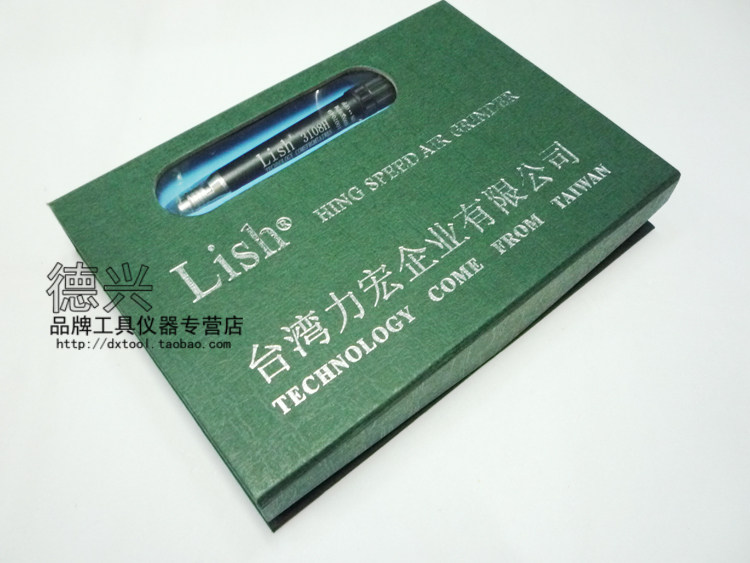 Lish 3108H
Lish® HING SPEED AIR GRINDER
台湾力宏企业有限公司
TECHNOLOGY COME FROM TAIWAN
德兴
品牌工具仪器专营店
http://dxtool.taobao.com